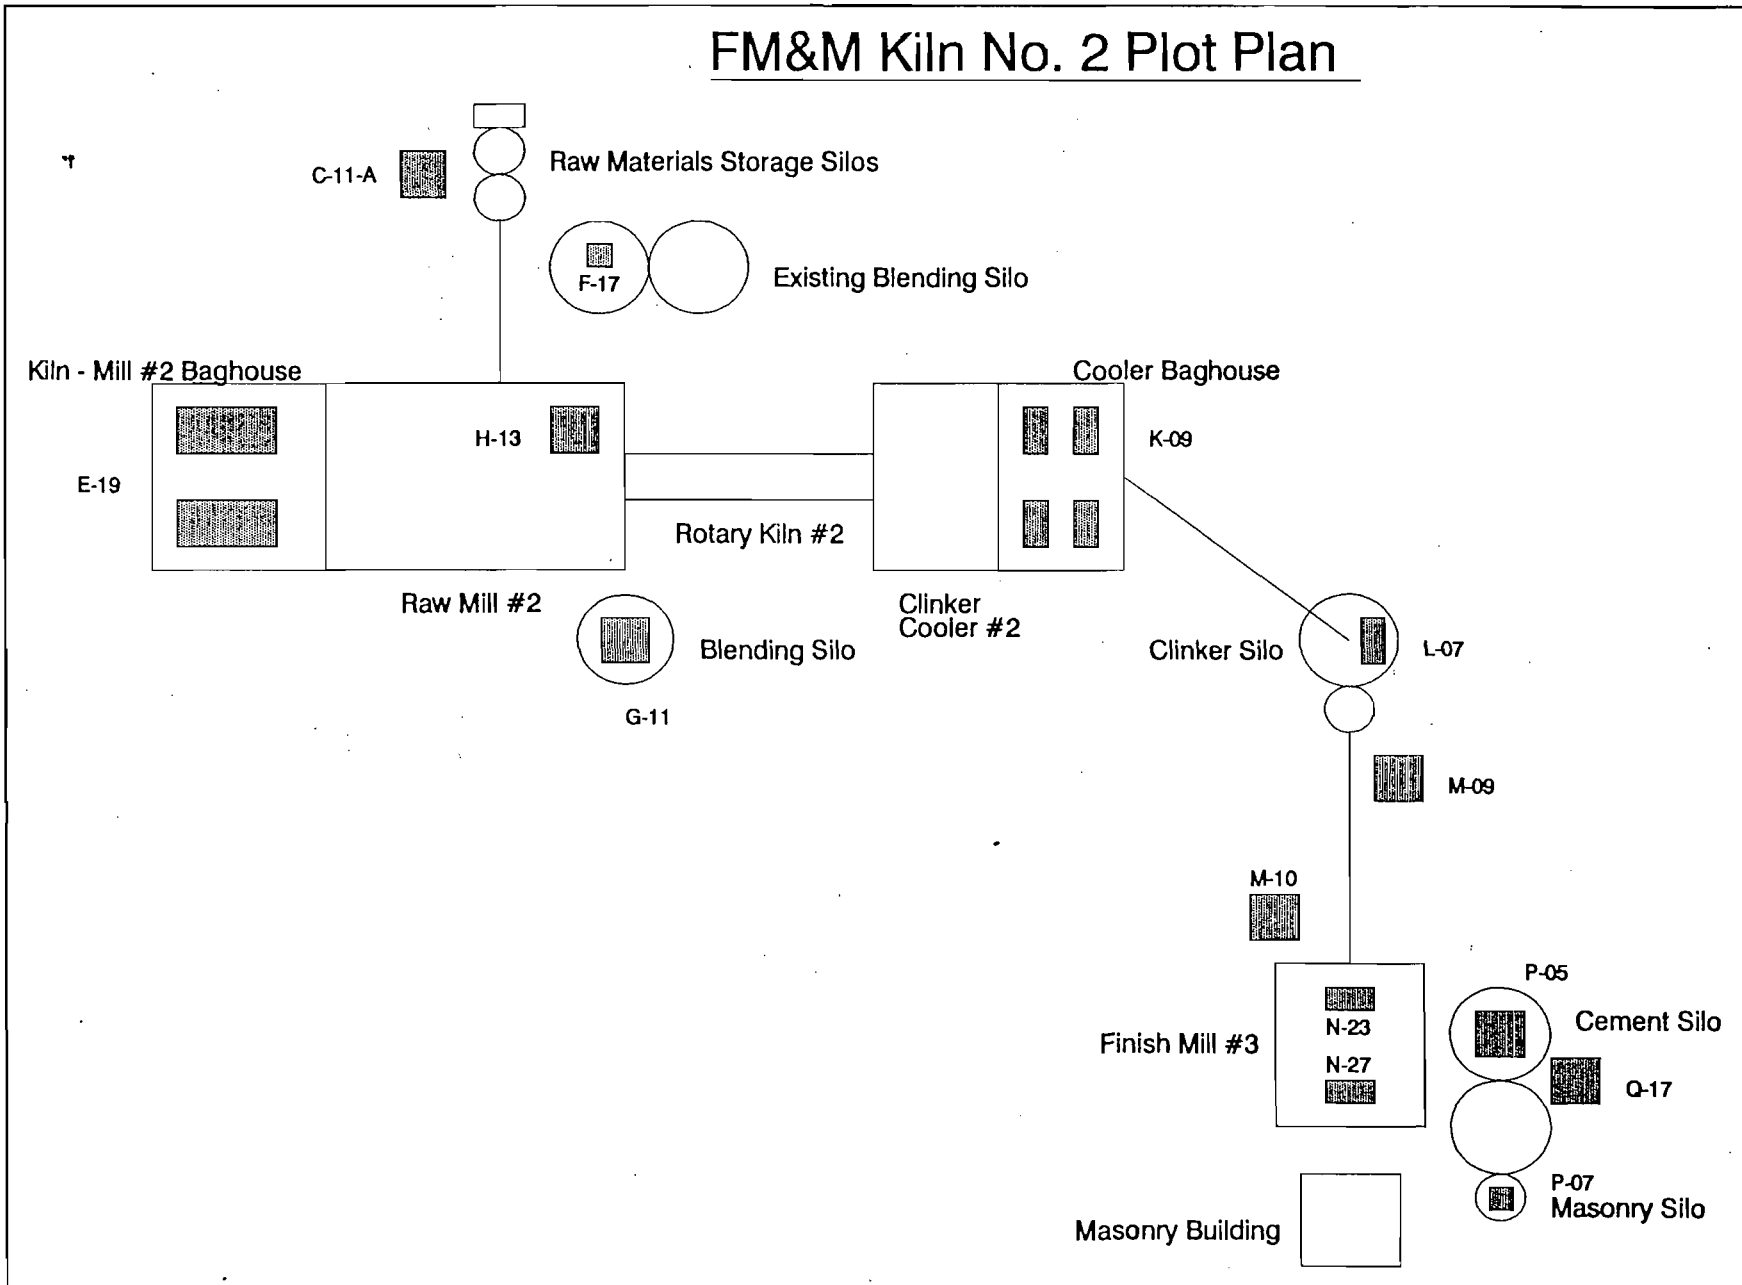 FM&M Kiln No. 2 Plot Plan
C-11-A
Raw Materials Storage Silos
F-17
Existing Blending Silo
Kiln - Mill #2 Baghouse
Cooler Baghouse
H-13
K-09
E-19
Rotary Kiln #2
Raw Mill #2
Clinker
Cooler #2
Blending Silo
Clinker Silo
L-07
G-11
M-09
M-10
P-05
Cement Silo
N-23
Finish Mill #3
N-27
Q-17
P-07
Masonry Silo
Masonry Building